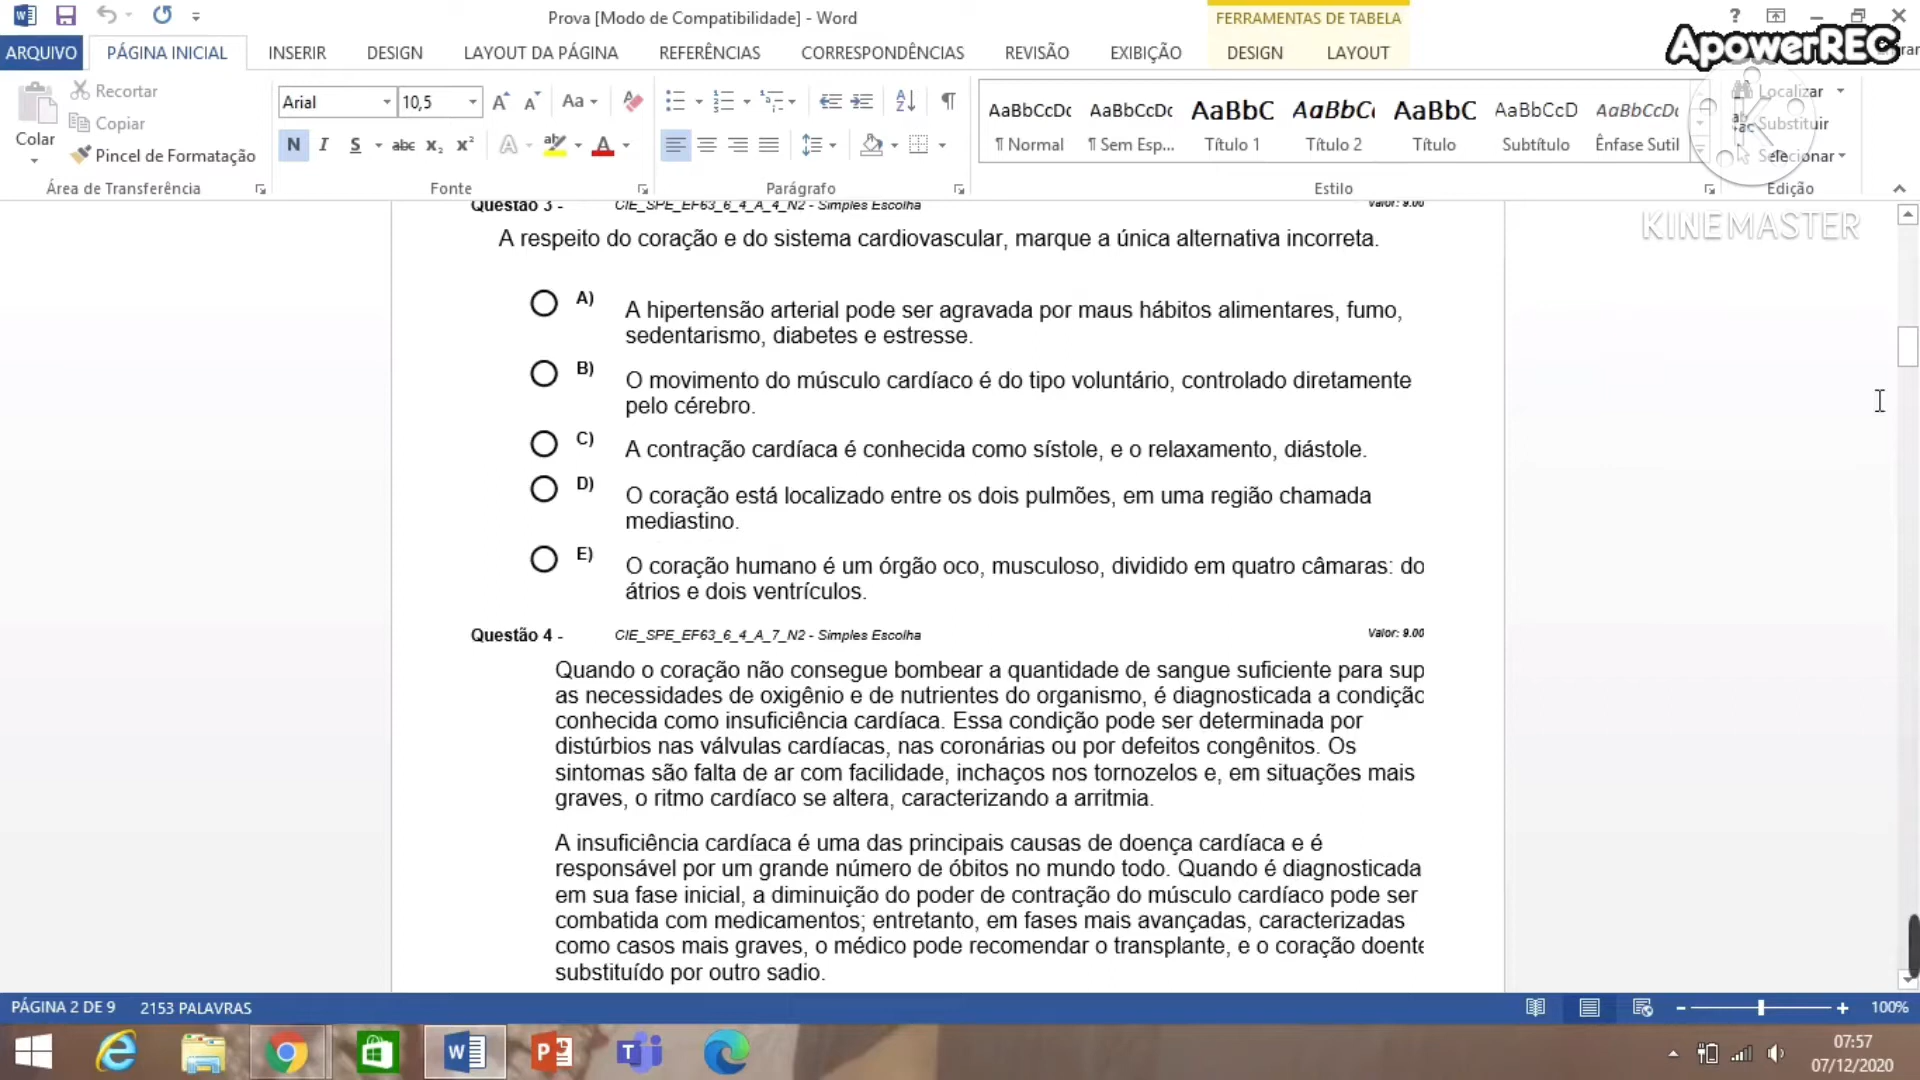 Prova [Modo de Compatibilidade] - Word
FERRAMENTAS DE TABELA
?
ApowerREC
ARQUIVO PÁGINA INICIAL INSERIR DESIGN LAYOUT DA PÁGINA REFERÊNCIAS CORRESPONDÊNCIAS REVISÃO EXIBIÇÃO DESIGN LAYOUT
Colar
Recortar
Copiar
Pincel de Formatação
Área de Transferência
Arial 10,5 Aa
N I S abc x₂ x² A aby A
Fonte
Parágrafo
AaBbCcDc AaBbCcDc AaBbC AaBbC AaBbC AaBbCcD AaBbCcDc
¶ Normal ¶ Sem Esp... Título 1 Título 2 Título Subtítulo Ênfase Sutil
Estilo
Localizar
Substituir
Selecionar
Edição
K
KINEMASTER
Questão 3 - CIE_SPE_EF63_6_4_A_4_N2 - Simples Escolha Valor: 9.00
A respeito do coração e do sistema cardiovascular, marque a única alternativa incorreta.
A) A hipertensão arterial pode ser agravada por maus hábitos alimentares, fumo,
sedentarismo, diabetes e estresse.
B) O movimento do músculo cardíaco é do tipo voluntário, controlado diretamente
pelo cérebro.
C) A contração cardíaca é conhecida como sístole, e o relaxamento, diástole.
D) O coração está localizado entre os dois pulmões, em uma região chamada
mediastino.
E) O coração humano é um órgão oco, musculoso, dividido em quatro câmaras: do
átrios e dois ventrículos.
Questão 4 - CIE_SPE_EF63_6_4_A_7_N2 - Simples Escolha Valor: 9.00
Quando o coração não consegue bombear a quantidade de sangue suficiente para sup
as necessidades de oxigênio e de nutrientes do organismo, é diagnosticada a condição
conhecida como insuficiência cardíaca. Essa condição pode ser determinada por
distúrbios nas válvulas cardíacas, nas coronárias ou por defeitos congênitos. Os
sintomas são falta de ar com facilidade, inchaços nos tornozelos e, em situações mais
graves, o ritmo cardíaco se altera, caracterizando a arritmia.
A insuficiência cardíaca é uma das principais causas de doença cardíaca e é
responsável por um grande número de óbitos no mundo todo. Quando é diagnosticada
em sua fase inicial, a diminuição do poder de contração do músculo cardíaco pode ser
combatida com medicamentos; entretanto, em fases mais avançadas, caracterizadas
como casos mais graves, o médico pode recomendar o transplante, e o coração doente
substituído por outro sadio.
PÁGINA 2 DE 9 2153 PALAVRAS 100%
07:57
07/12/2020